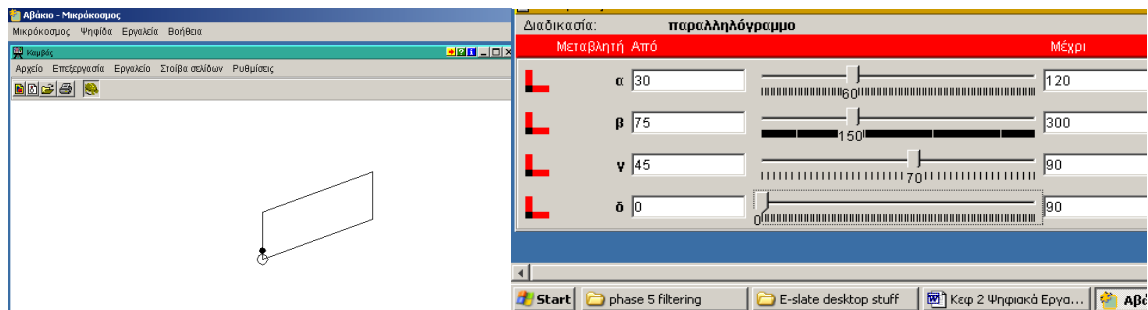 Αβάκιο - Μικρόκοσμος
Μικρόκοσμος Ψηφίδα Εργαλεία Βοήθεια
Καμβάς
Αρχείο Επεξεργασία Εργαλείο Στοίβα σελίδων Ρυθμίσεις
Διαδικασία: παραλληλόγραμμο
Μεταβλητή Από Μέχρι
α 30 60 120
β 75 150 300
γ 45 70 90
δ 0 0 90
Start phase 5 filtering E-slate desktop stuff Κεφ 2 Ψηφιακά Εργα...